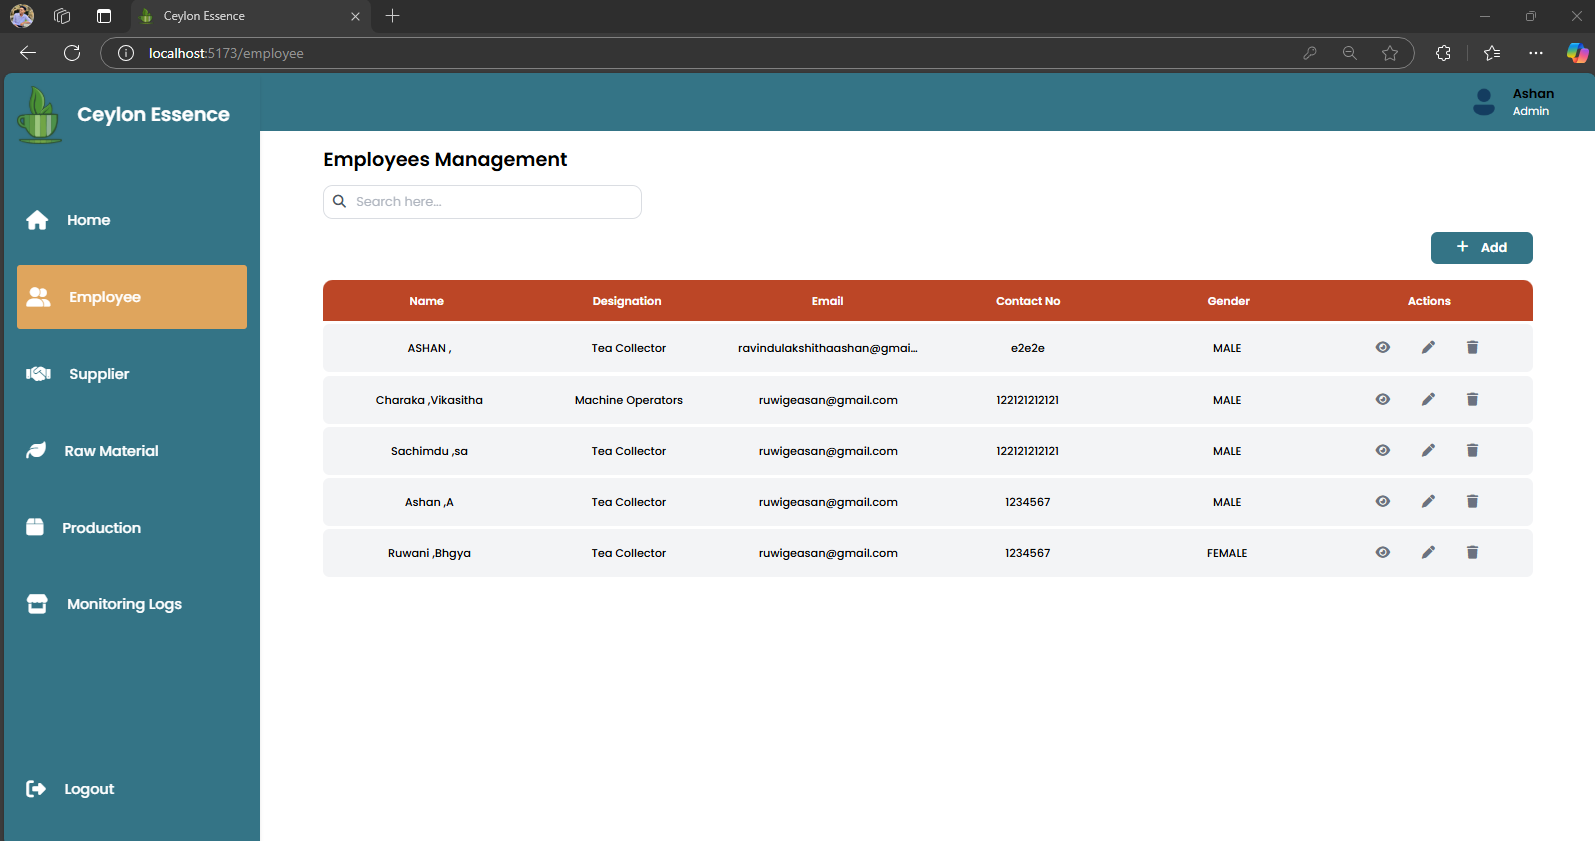 Ceylon Essence
localhost:5173/employee
Ceylon Essence
Ashan
Admin
Home
Employee
Supplier
Raw Material
Production
Monitoring Logs
Logout
Employees Management
Search here...
+ Add
Name Designation Email Contact No Gender Actions
ASHAN , Tea Collector ravindulakshithaashan@gmai... e2e2e MALE
Charaka ,Vikasitha Machine Operators ruwigeasan@gmail.com 122121212121 MALE
Sachimdu ,sa Tea Collector ruwigeasan@gmail.com 122121212121 MALE
Ashan ,A Tea Collector ruwigeasan@gmail.com 1234567 MALE
Ruwani ,Bhgya Tea Collector ruwigeasan@gmail.com 1234567 FEMALE